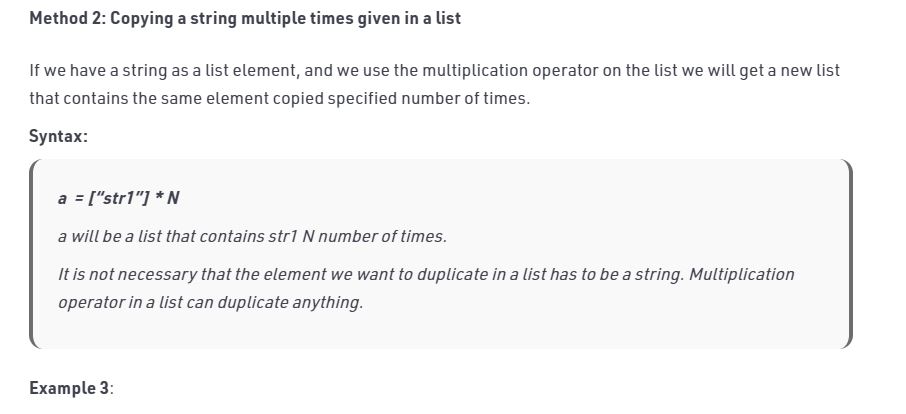 Method 2: Copying a string multiple times given in a list
If we have a string as a list element, and we use the multiplication operator on the list we will get a new list
that contains the same element copied specified number of times.
Syntax:
a  = [“str1”] * N
a will be a list that contains str1 N number of times.
It is not necessary that the element we want to duplicate in a list has to be a string. Multiplication
operator in a list can duplicate anything.
Example 3: